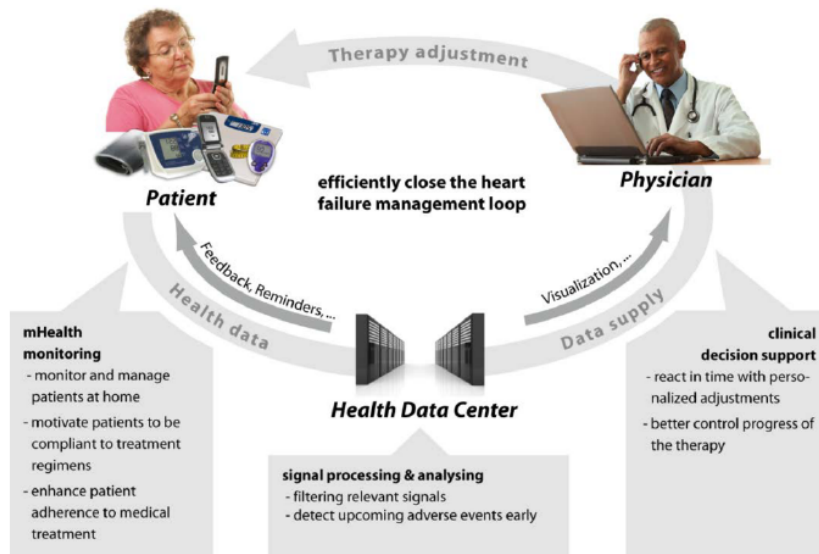 Therapy adjustment
Patient
Physician
efficiently close the heart
failure management loop
Feedback, Reminders, ...
Health data
Visualization, ...
Data supply
Health Data Center
mHealth
monitoring
- monitor and manage
patients at home
- motivate patients to be
compliant to treatment
regimens
- enhance patient
adherence to medical
treatment
signal processing & analysing
- filtering relevant signals
- detect upcoming adverse events early
clinical
decision support
- react in time with perso-
nalized adjustments
- better control progress of
the therapy